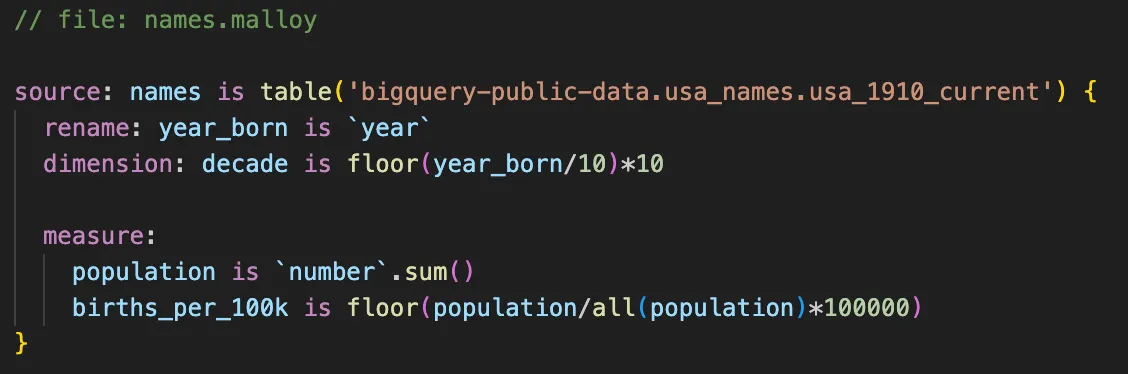 // file: names.malloy
source: names is table('bigquery-public-data.usa_names.usa_1910_current') {
rename: year_born is `year`
dimension: decade is floor(year_born/10)*10
measure:
population is `number`.sum()
births_per_100k is floor(population/all(population)*100000)
}